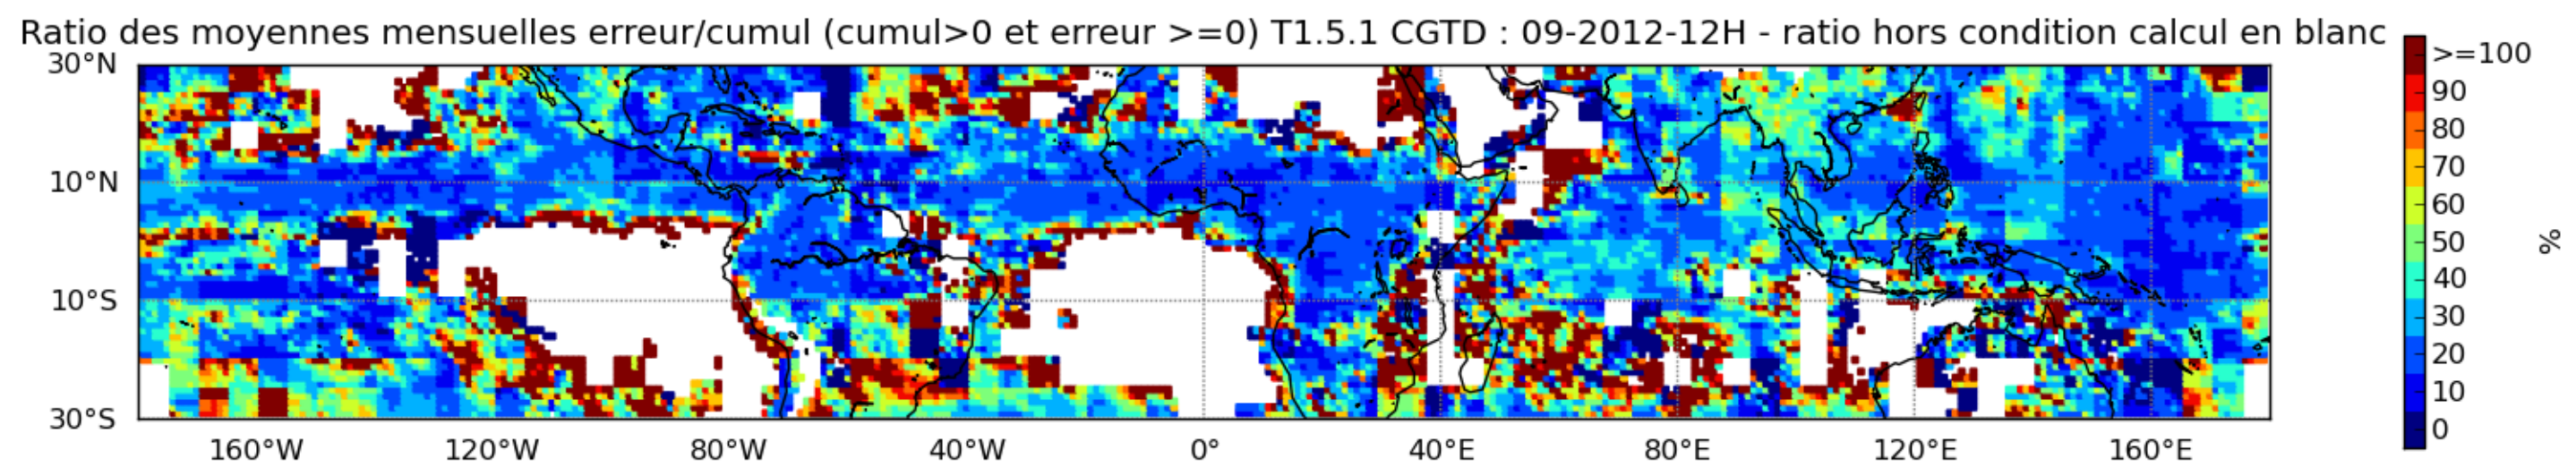 Ratio des moyennes mensuelles erreur/cumul (cumul>0 et erreur >=0) T1.5.1 CGTD : 09-2012-12H - ratio hors condition calcul en blanc
30°N
10°N
10°S
30°S
160°W 120°W 80°W 40°W 0° 40°E 80°E 120°E 160°E
>=100
90
80
70
60
50
40
30
20
10
0
%